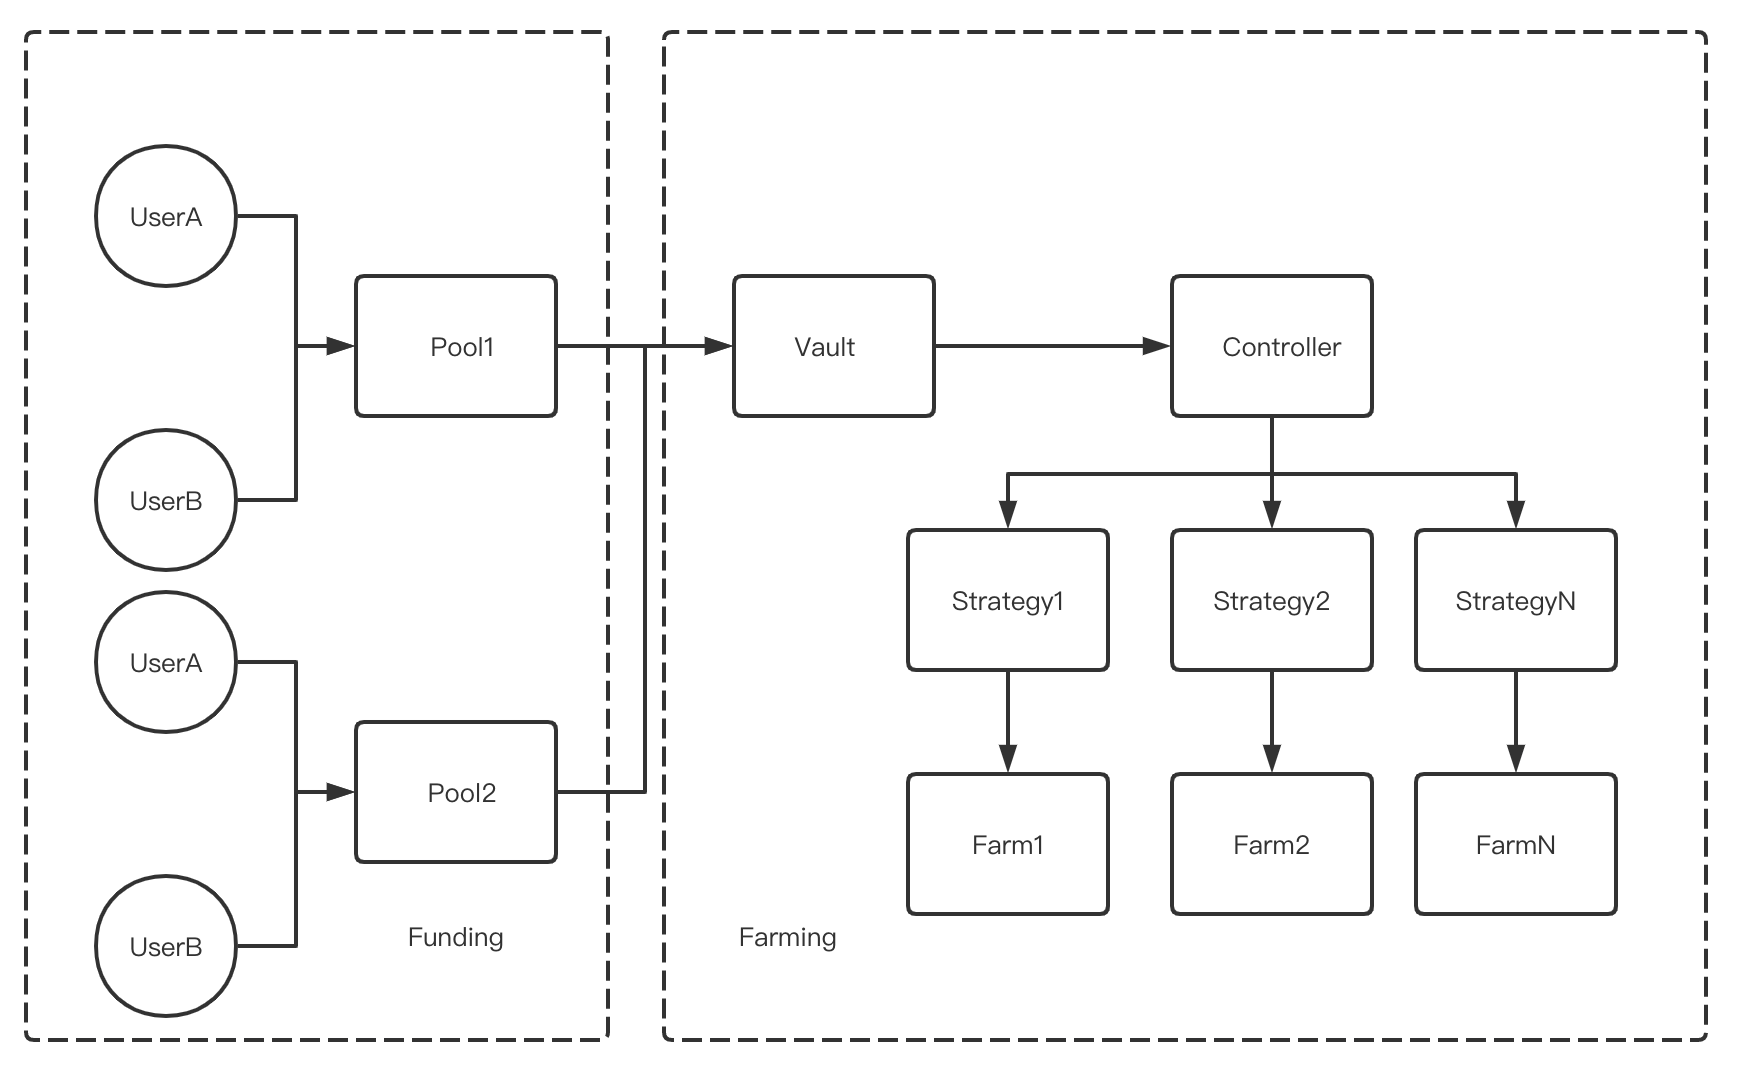 UserA
UserB
Pool1
UserA
UserB
Pool2
Funding
Vault
Controller
Strategy1
Strategy2
StrategyN
Farm1
Farm2
FarmN
Farming